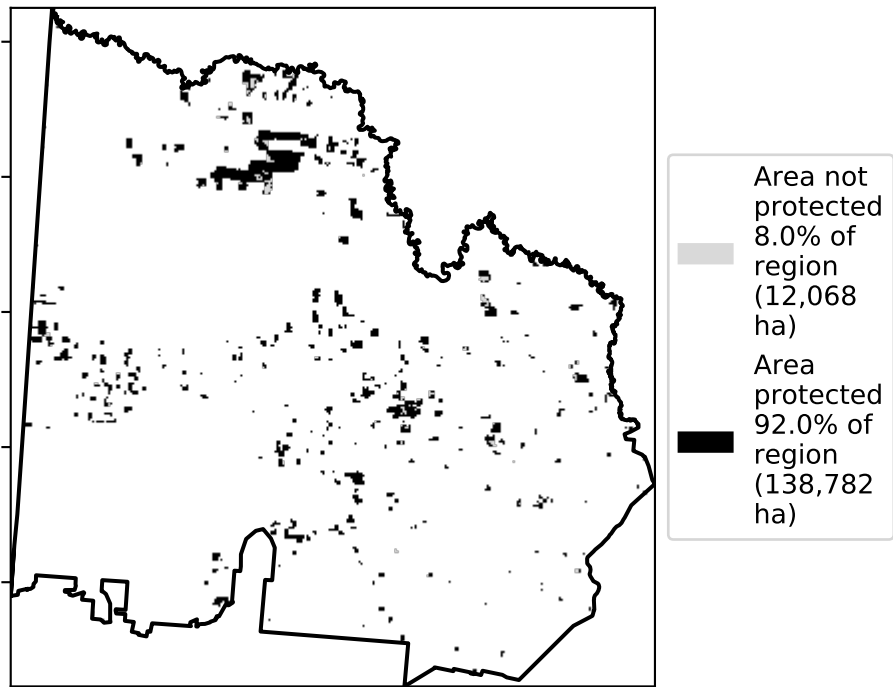 Area not
protected
8.0% of
region
(12,068
ha)
Area
protected
92.0% of
region
(138,782
ha)